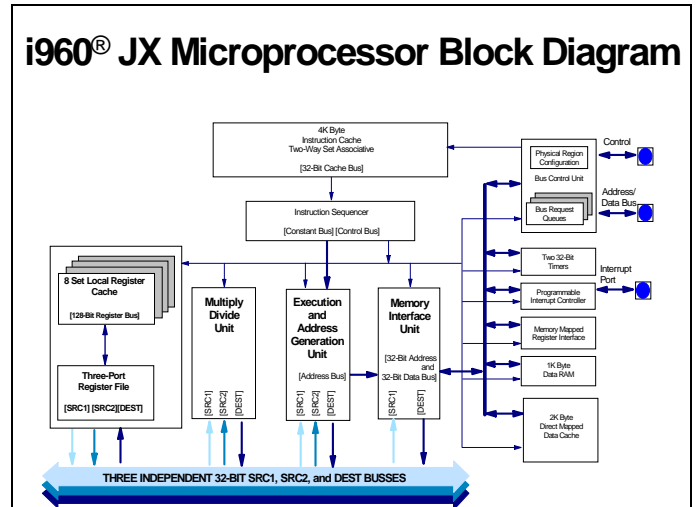 i960® JX Microprocessor Block Diagram
4K Byte
Instruction Cache
Two-Way Set Associative
[32-Bit Cache Bus]
Instruction Sequencer
[Constant Bus] [Control Bus]
Physical Region
Configuration
Bus Control Unit
Bus Request
Queues
Control
Address/
Data Bus
8 Set Local Register
Cache
[128-Bit Register Bus]
Three-Port
Register File
[SRC1] [SRC2][DEST]
Multiply
Divide
Unit
[SRC1]
[SRC2]
[DEST]
Execution
and
Address
Generation
Unit
[Address Bus]
[SRC1]
[SRC2]
[DEST]
Memory
Interface
Unit
[32-Bit Address
and
32-Bit Data Bus]
[SRC1]
[DEST]
Two 32-Bit
Timers
Interrupt
Port
Programmable
Interrupt Controller
Memory Mapped
Register Interface
1K Byte
Data RAM
2K Byte
Direct Mapped
Data Cache
THREE INDEPENDENT 32-BIT SRC1, SRC2, and DEST BUSSES